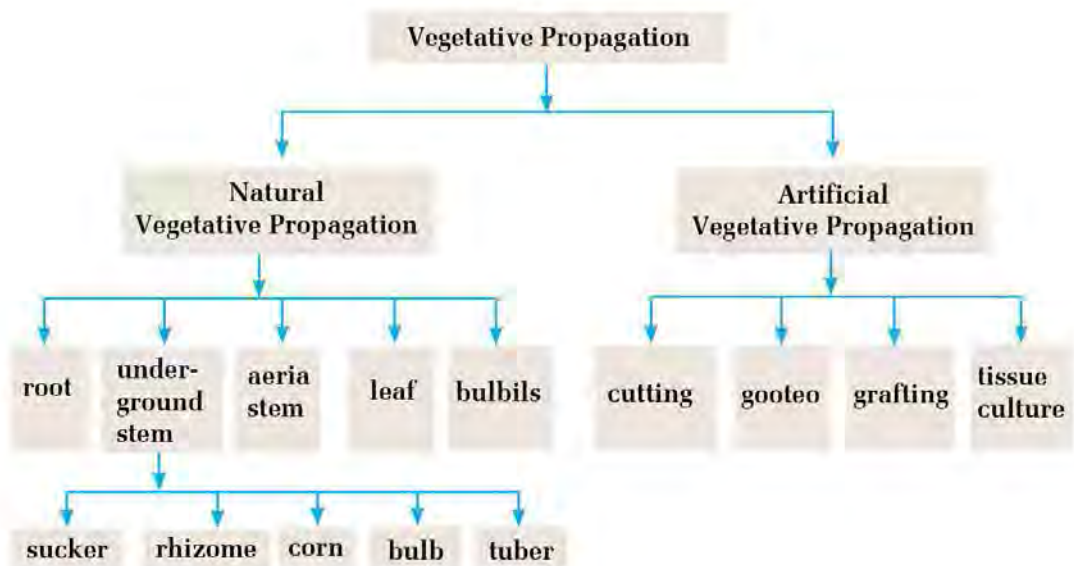 Vegetative Propagation
Natural
Vegetative Propagation
Artificial
Vegetative Propagation
root
under-
ground
stem
aeria
stem
leaf
bulbils
cutting
gooteo
grafting
tissue
culture
sucker
rhizome
corn
bulb
tuber